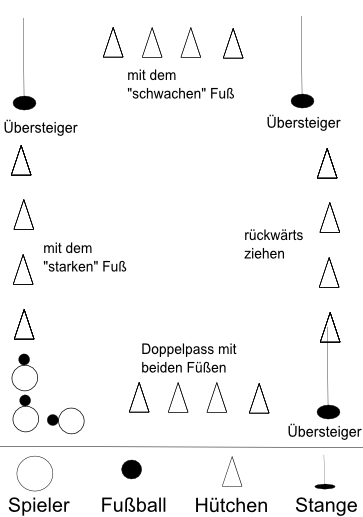 mit dem
"schwachen" Fuß
Übersteiger
Übersteiger
mit dem
"starken" Fuß
rückwärts
ziehen
Doppelpass mit
beiden Füßen
Übersteiger
Spieler
Fußball
Hütchen
Stange